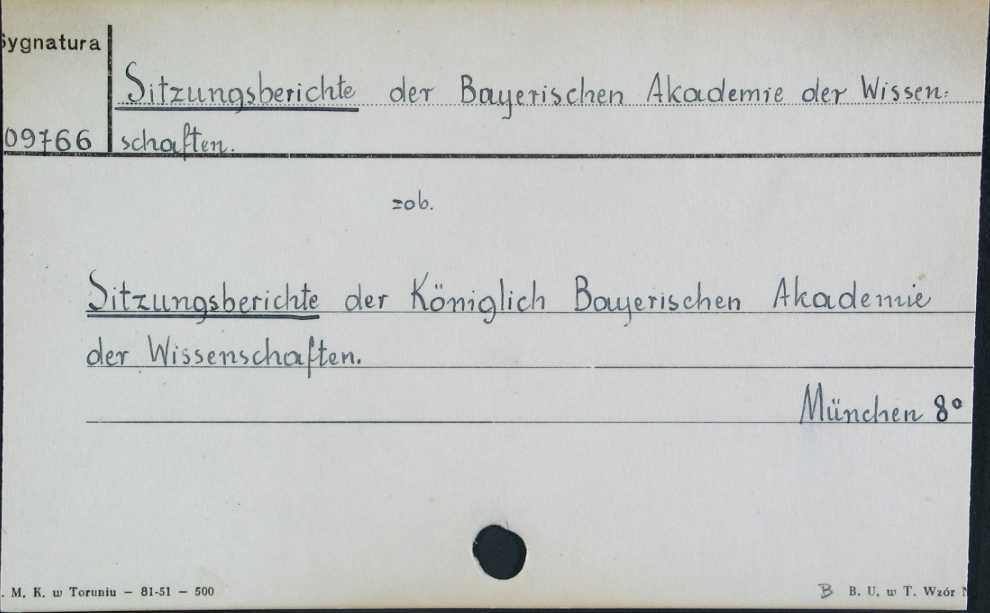 Sygnatura
Sitzungsberichte der Bayerischen Akademie der Wissen:
09766 schaften.
zob.
Sitzungsberichte der Königlich Bayerischen Akademie
der Wissenschaften.
München 8°
. M. K. w Toruniu — 81-51 — 500
B B. U. w T. Wzór N